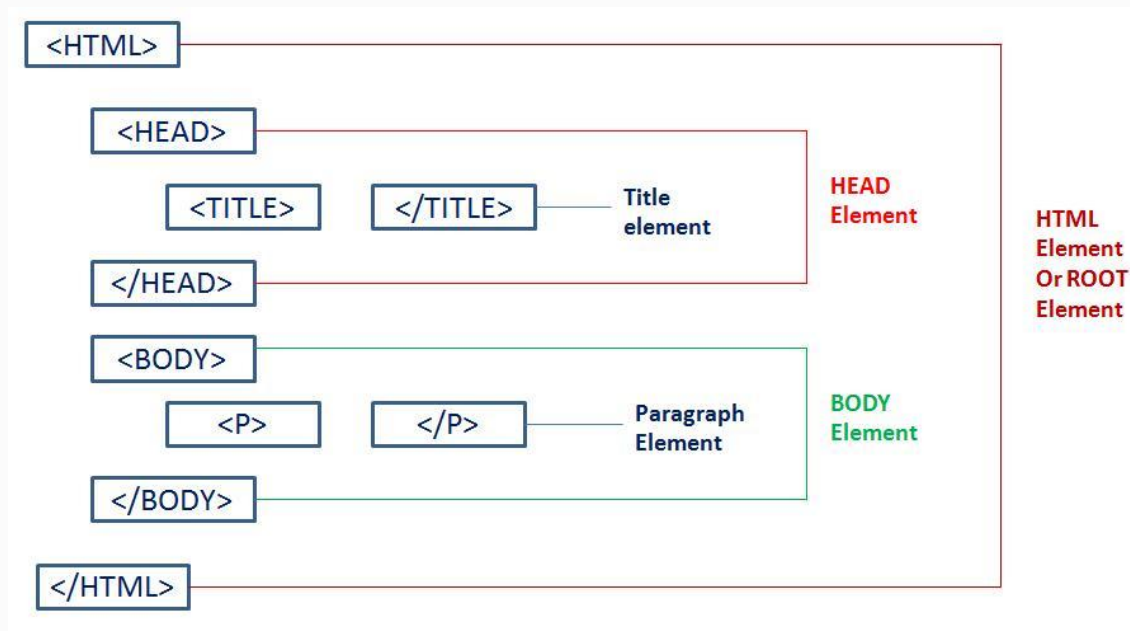 <HTML>
<HEAD>
<TITLE> </TITLE> Title
element
HEAD
Element
</HEAD>
HTML
Element
Or ROOT
Element
<BODY>
<P> </P> Paragraph
Element
BODY
Element
</BODY>
</HTML>